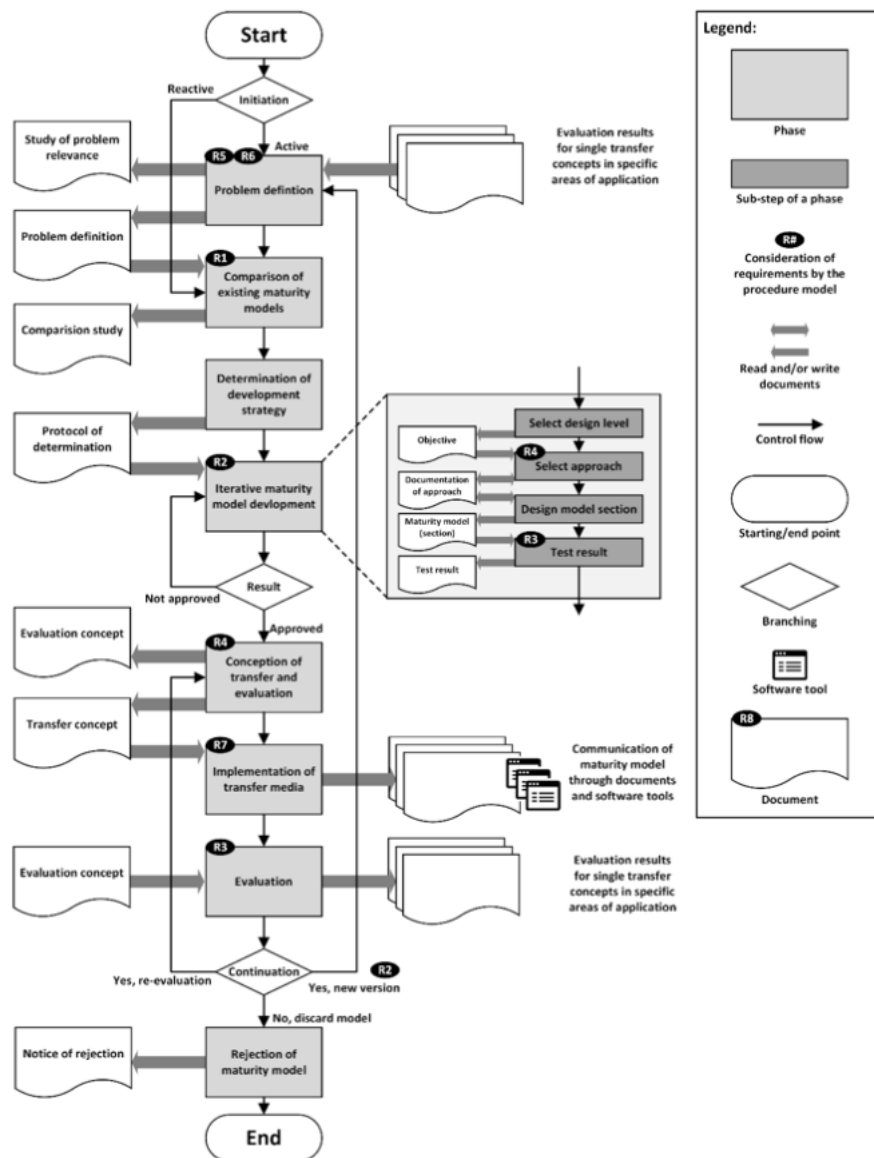 Start
Reactive
Initiation
Active
Study of problem
relevance
R5
R6
Problem defintion
Evaluation results
for single transfer
concepts in specific
areas of application
Problem definition
R1
Comparison of
existing maturity
models
Comparision study
Determination of
development
strategy
Protocol of
determination
R2
Iterative maturity
model devlopment
Select design level
Objective
R4
Select approach
Documentation
of approach
Design model section
Maturity model
(section)
R3
Test result
Test result
Result
Not approved
Approved
Evaluation concept
R4
Conception of
transfer and
evaluation
Transfer concept
R7
Implementation of
transfer media
Communication of
maturity model
through documents
and software tools
Evaluation concept
R3
Evaluation
Evaluation results
for single transfer
concepts in specific
areas of application
Continuation
Yes, re-evaluation
R2
Yes, new version
No, discard model
Notice of rejection
Rejection of
maturity model
End
Legend:
Phase
Sub-step of a phase
R#
Consideration of
requirements by the
procedure model
Read and/or write
documents
Control flow
Starting/end point
Branching
Software tool
R8
Document